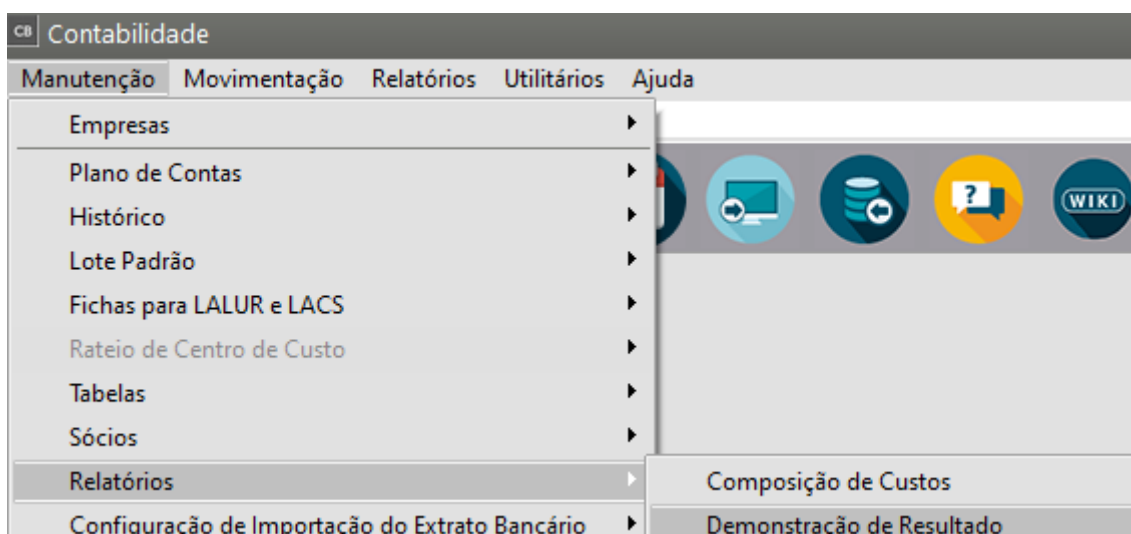 CB Contabilidade
Manutenção Movimentação Relatórios Utilitários Ajuda
Empresas
Plano de Contas
Histórico
Lote Padrão
Fichas para LALUR e LACS
Rateio de Centro de Custo
Tabelas
Sócios
Relatórios
Configuração de Importação do Extrato Bancário
?
WIKI
Composição de Custos
Demonstração de Resultado